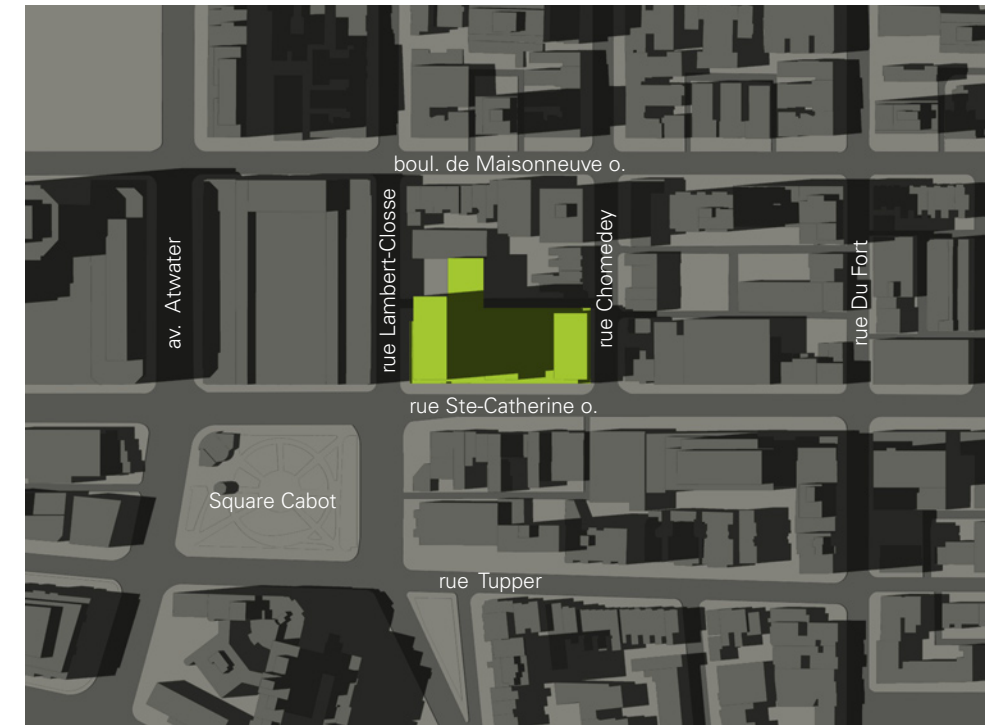 boul. de Maisonneuve o.
av. Atwater
rue Lambert-Closse
rue Chomedey
rue Du Fort
rue Ste-Catherine o.
Square Cabot
rue Tupper